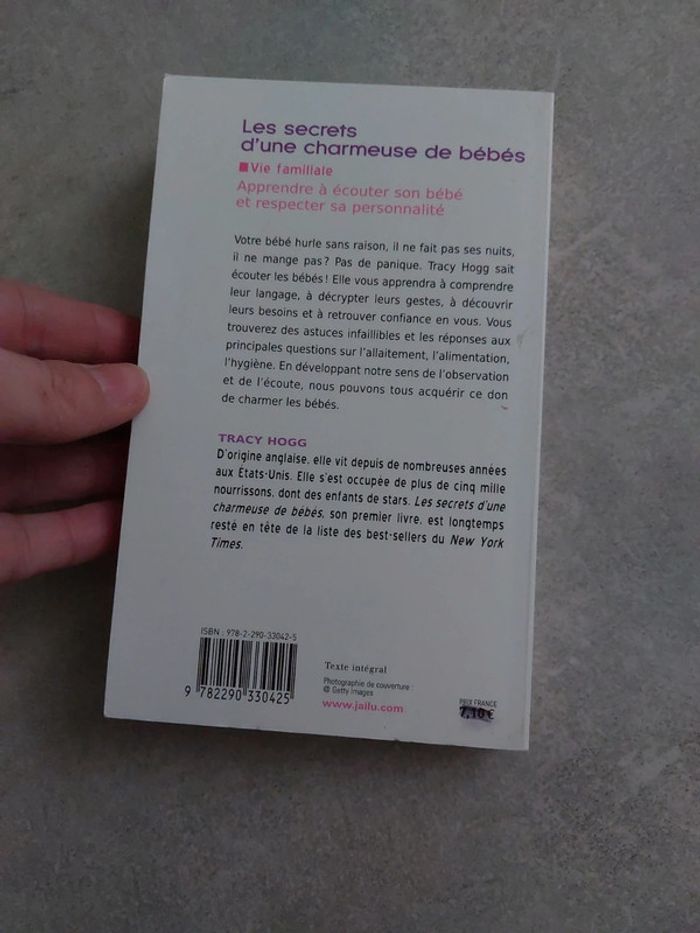 Les secrets
d'une charmeuse de bébés
Vie familiale
Apprendre à écouter son bébé
et respecter sa personnalité
Votre bébé hurle sans raison, il ne fait pas ses nuits,
il ne mange pas ? Pas de panique. Tracy Hogg sait
écouter les bébés ! Elle vous apprendra à comprendre
leur langage, à décrypter leurs gestes, à découvrir
leurs besoins et à retrouver confiance en vous. Vous
trouverez des astuces infaillibles et les réponses aux
principales questions sur l'allaitement, l'alimentation,
l'hygiène. En développant notre sens de l'observation
et de l'écoute, nous pouvons tous acquérir ce don
de charmer les bébés.
TRACY HOGG
D'origine anglaise, elle vit depuis de nombreuses années
aux États-Unis. Elle s'est occupée de plus de cinq mille
nourrissons, dont des enfants de stars. Les secrets d'une
charmeuse de bébés, son premier livre, est longtemps
resté en tête de la liste des best-sellers du New York
Times.
ISBN : 978-2-290-33042-5
9 782290 330425
Texte intégral
Photographie de couverture :
@ Getty Images
www.jailu.com
PRIX FRANCE
7,10 €